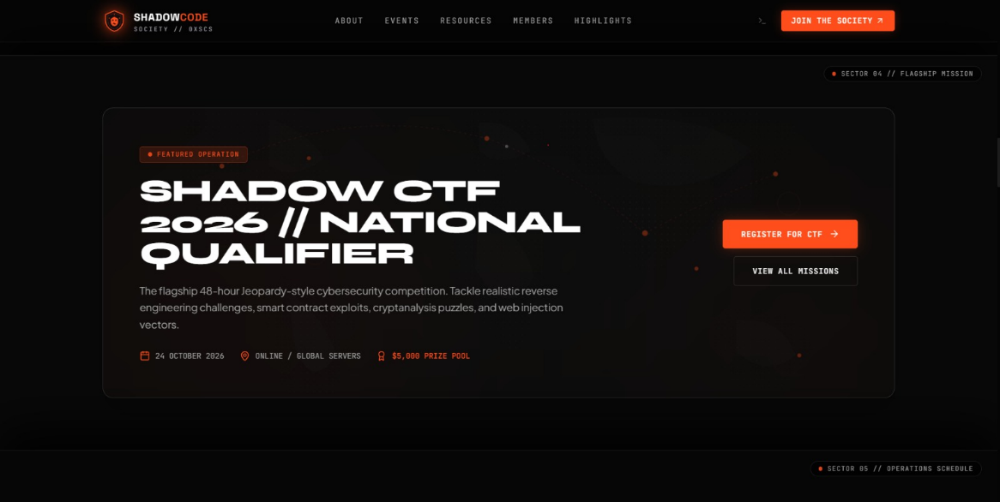 SHADOWCODE
SOCIETY // 0XSCS
ABOUT EVENTS RESOURCES MEMBERS HIGHLIGHTS
>_
JOIN THE SOCIETY ↗
SECTOR 04 // FLAGSHIP MISSION
FEATURED OPERATION
SHADOW CTF
2026 // NATIONAL
QUALIFIER
The flagship 48-hour Jeopardy-style cybersecurity competition. Tackle realistic reverse
engineering challenges, smart contract exploits, cryptanalysis puzzles, and web injection
vectors.
24 OCTOBER 2026 ONLINE / GLOBAL SERVERS $5,000 PRIZE POOL
REGISTER FOR CTF →
VIEW ALL MISSIONS
SECTOR 05 // OPERATIONS SCHEDULE